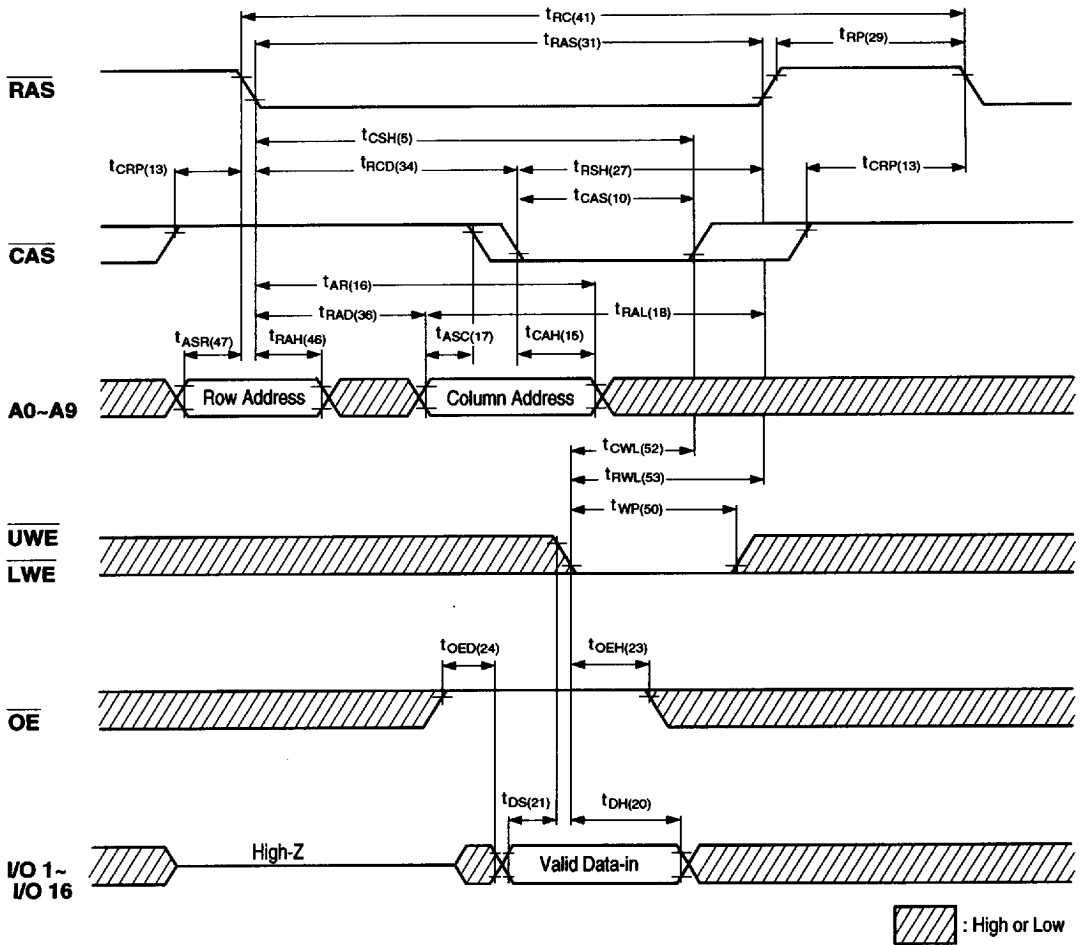 tRC(41)
tRAS(31)
tRP(29)
RAS
tCSH(5)
tCRP(13)
tRCD(34)
tRSH(27)
tCRP(13)
tCAS(10)
CAS
tAR(16)
tRAD(36)
tRAL(18)
tASR(47)
tRAH(46)
tASC(17)
tCAH(15)
A0~A9
Row Address
Column Address
tCWL(52)
tRWL(53)
tWP(50)
UWE
LWE
tOED(24)
tOEH(23)
OE
tDS(21)
tDH(20)
I/O 1~
I/O 16
High-Z
Valid Data-in
: High or Low